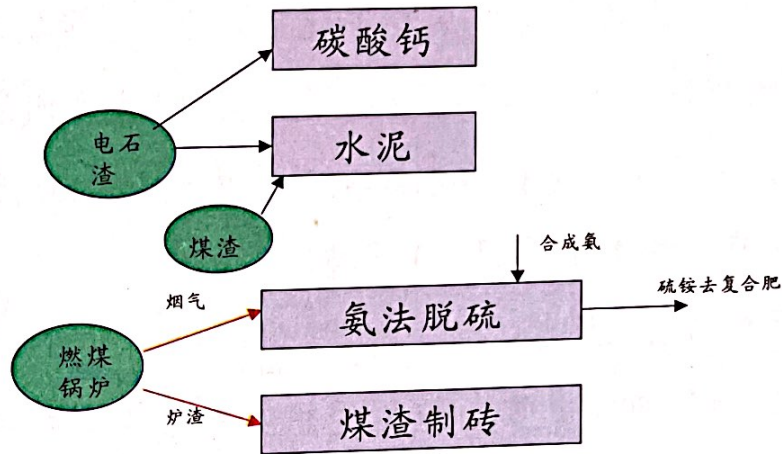 碳酸钙
电石
渣
水泥
煤渣
合成氨
烟气
硫铵去复合肥
氨法脱硫
燃煤
锅炉
炉渣
煤渣制砖